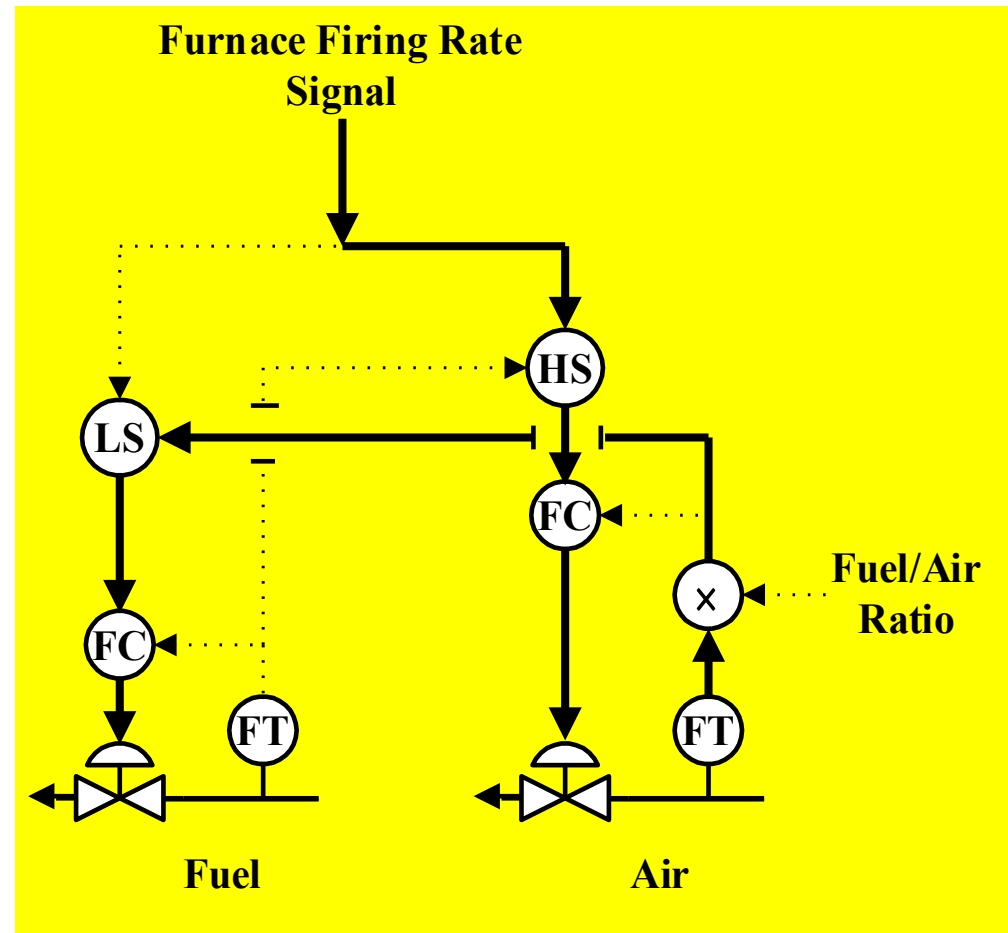 Furnace Firing Rate
Signal
HS
LS
FC
Fuel/Air
Ratio
×
FC
FT
FT
Fuel
Air